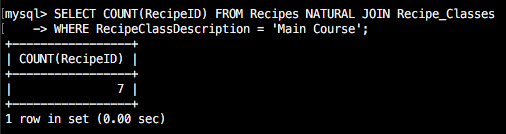 mysql> SELECT COUNT(RecipeID) FROM Recipes NATURAL JOIN Recipe_Classes
    -> WHERE RecipeClassDescription = 'Main Course';
+-----------------+
| COUNT(RecipeID) |
+-----------------+
|               7 |
+-----------------+
1 row in set (0.00 sec)